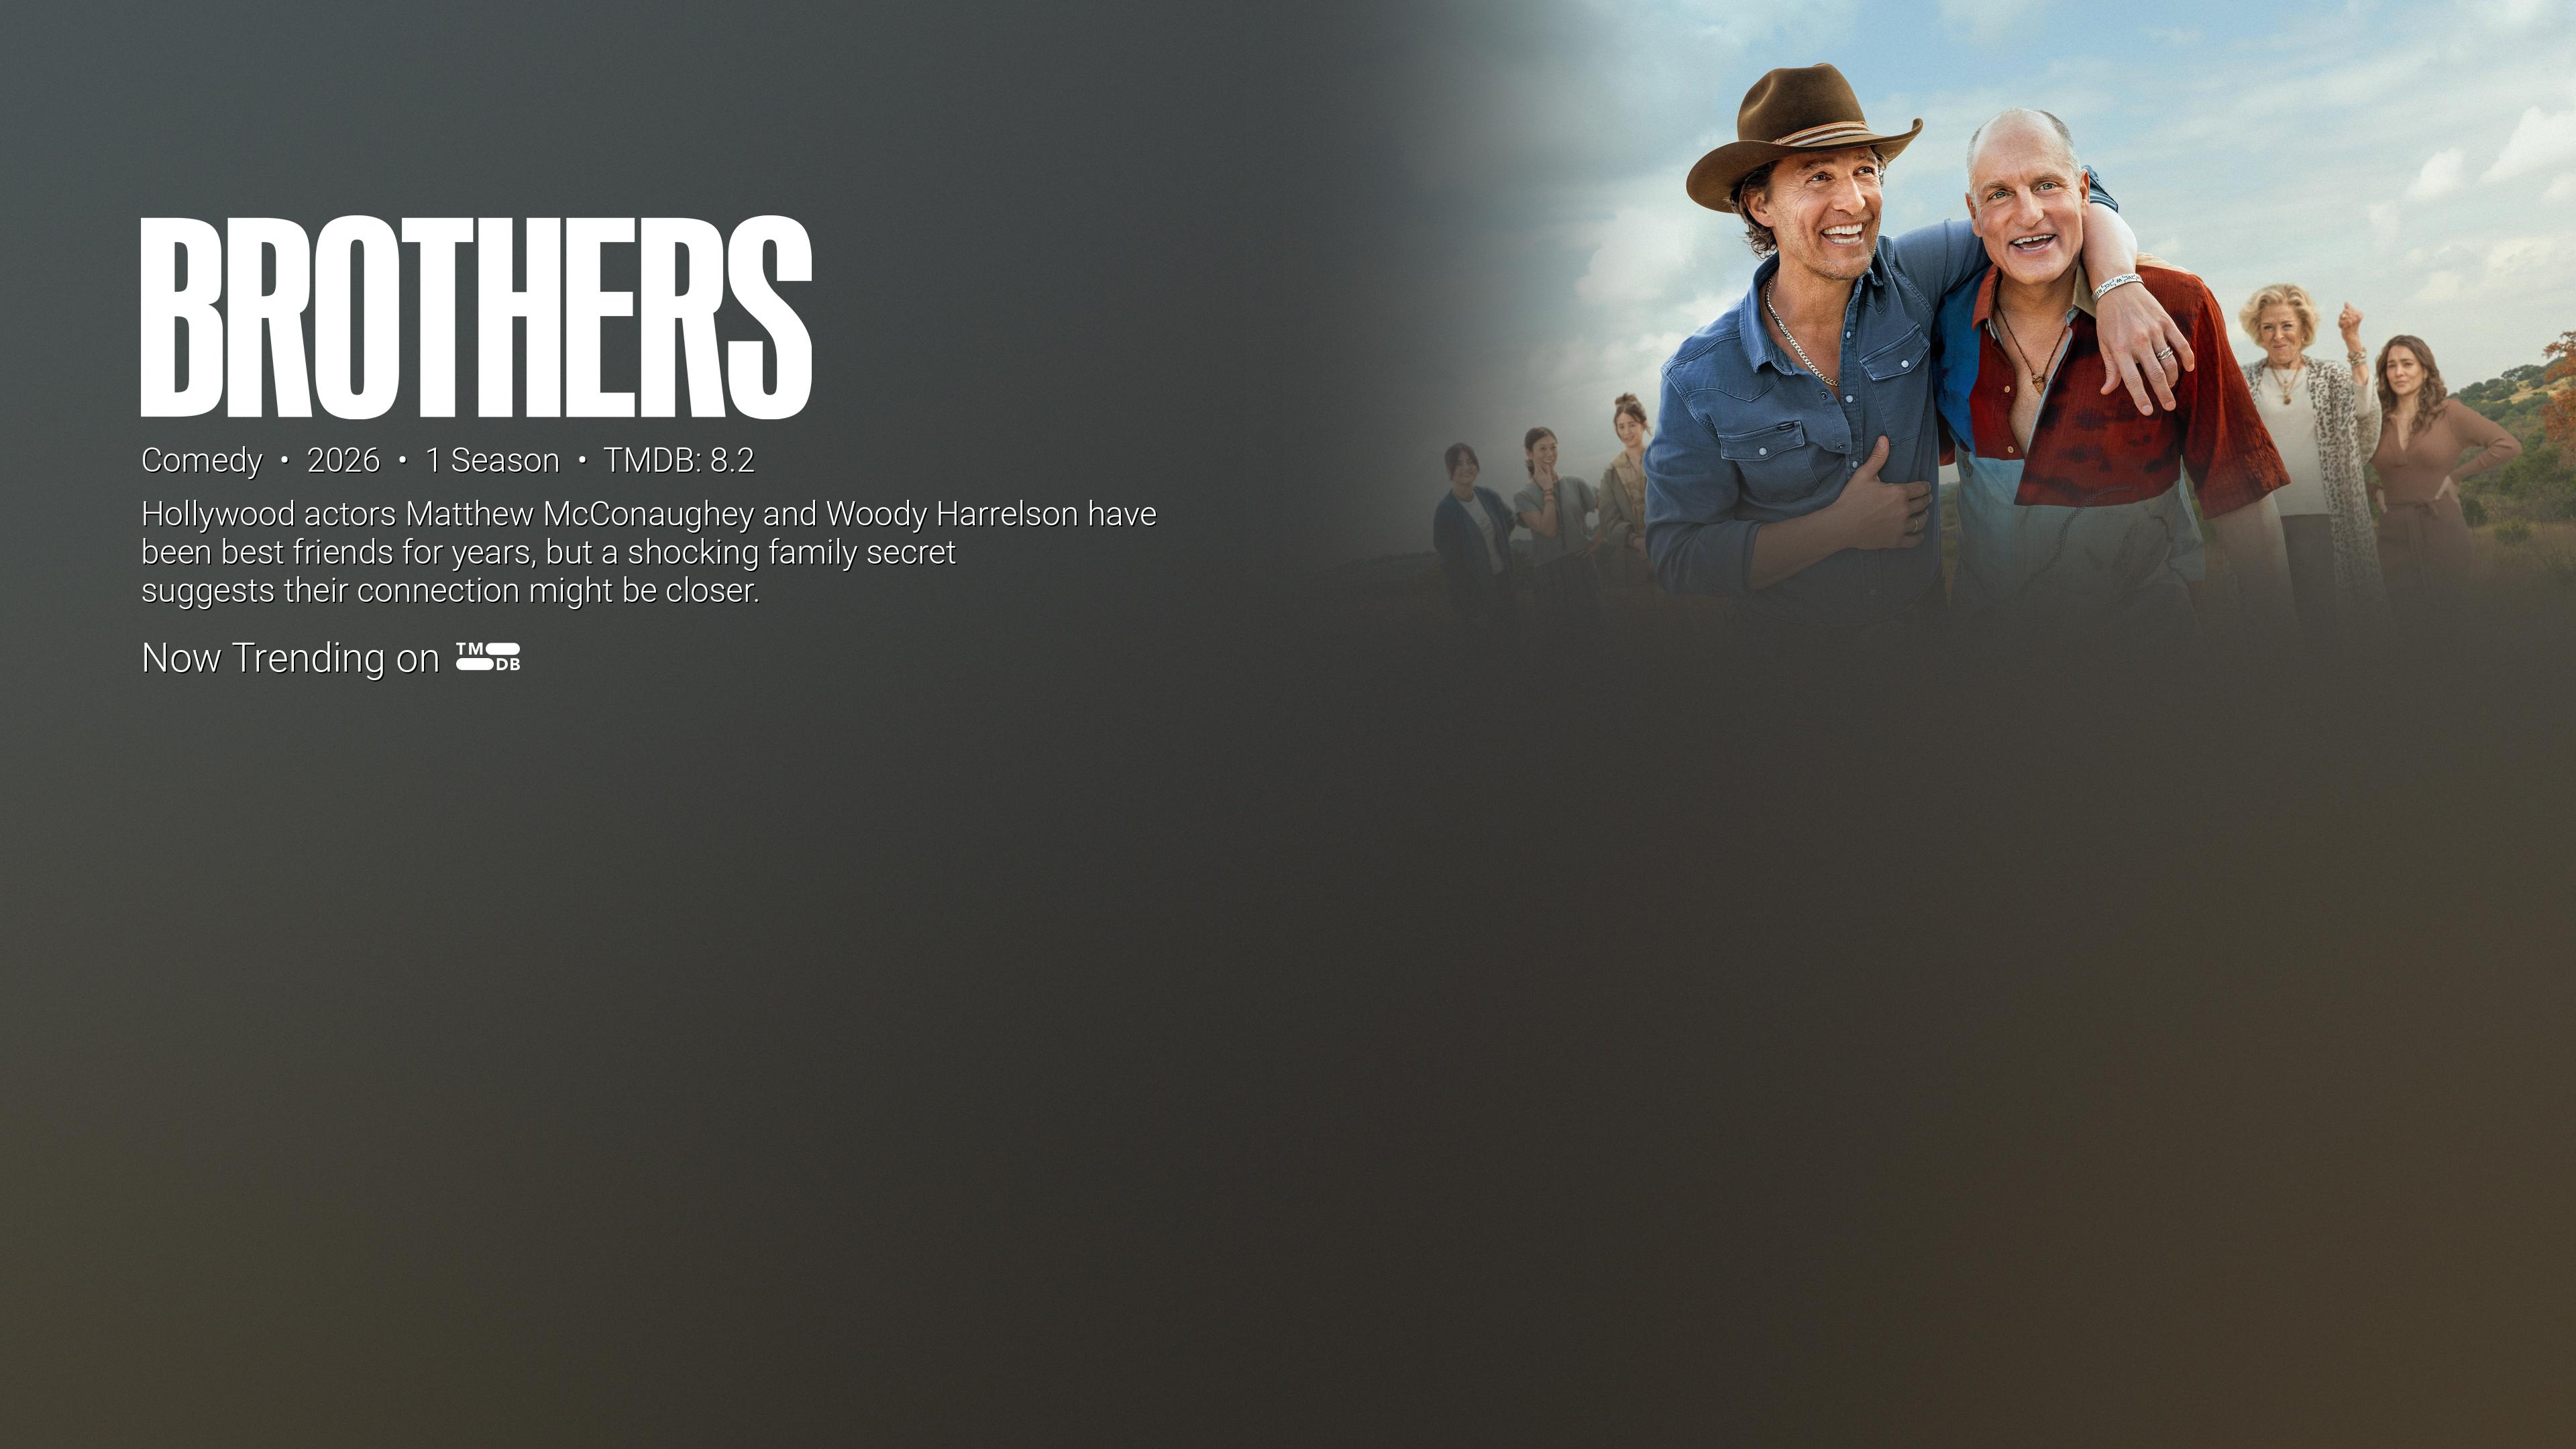 BROTHERS
Comedy • 2026 • 1 Season • TMDB: 8.2
Hollywood actors Matthew McConaughey and Woody Harrelson have
been best friends for years, but a shocking family secret
suggests their connection might be closer.
Now Trending on TMDB